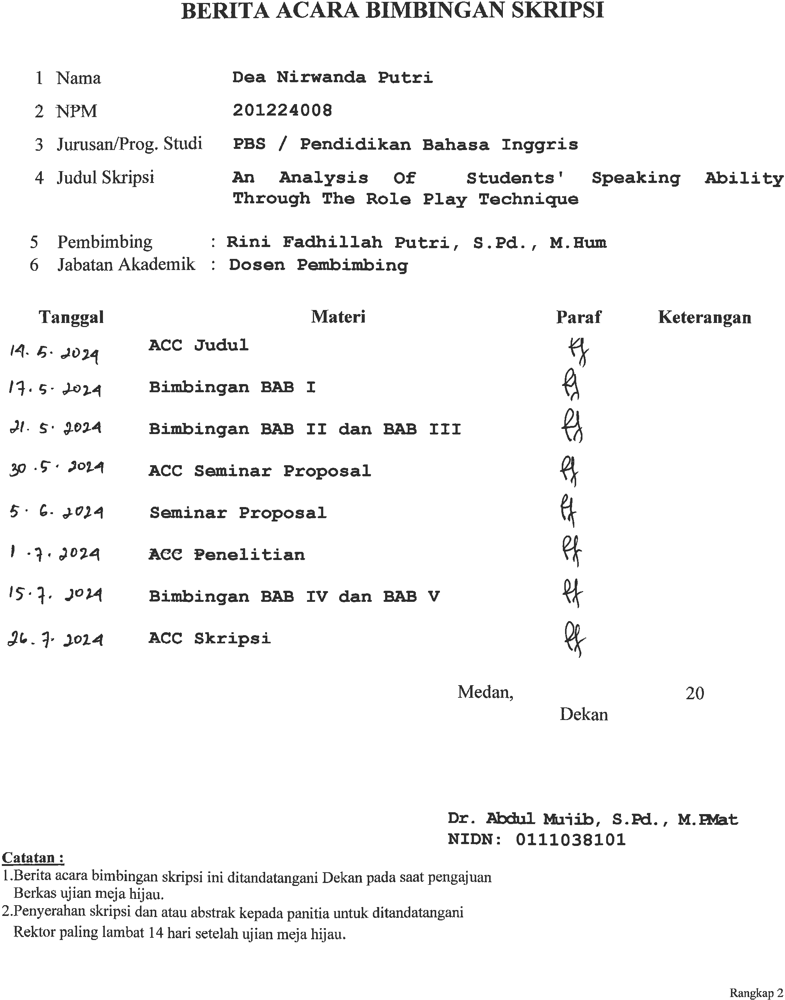 BERITA ACARA BIMBINGAN SKRIPSI
1 Nama Dea Nirwanda Putri
2 NPM 201224008
3 Jurusan/Prog. Studi PBS / Pendidikan Bahasa Inggris
4 Judul Skripsi An Analysis Of Students' Speaking Ability
Through The Role Play Technique
5 Pembimbing : Rini Fadhillah Putri, S.Pd., M.Hum
6 Jabatan Akademik : Dosen Pembimbing
Tanggal Materi Paraf Keterangan
14. 5. 2024 ACC Judul
17. 5. 2024 Bimbingan BAB I
21. 5. 2024 Bimbingan BAB II dan BAB III
30 . 5 . 2024 ACC Seminar Proposal
5 . 6. 2024 Seminar Proposal
1 . 7. 2024 ACC Penelitian
15. 7. 2024 Bimbingan BAB IV dan BAB V
26. 7. 2024 ACC Skripsi
Medan, 20
Dekan
Dr. Abdul Mujib, S.Pd., M.PMat
NIDN: 0111038101
Catatan :
1.Berita acara bimbingan skripsi ini ditandatangani Dekan pada saat pengajuan
Berkas ujian meja hijau.
2.Penyerahan skripsi dan atau abstrak kepada panitia untuk ditandatangani
Rektor paling lambat 14 hari setelah ujian meja hijau.
Rangkap 2